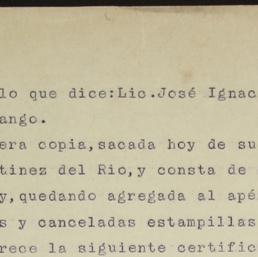 lo que dice:Lic.José Ignac
ango.
era copia,sacada hoy de su
tinez del Rio,y consta de
y,quedando agregada al apé
s y canceladas estampillas
rece la siguiente certific